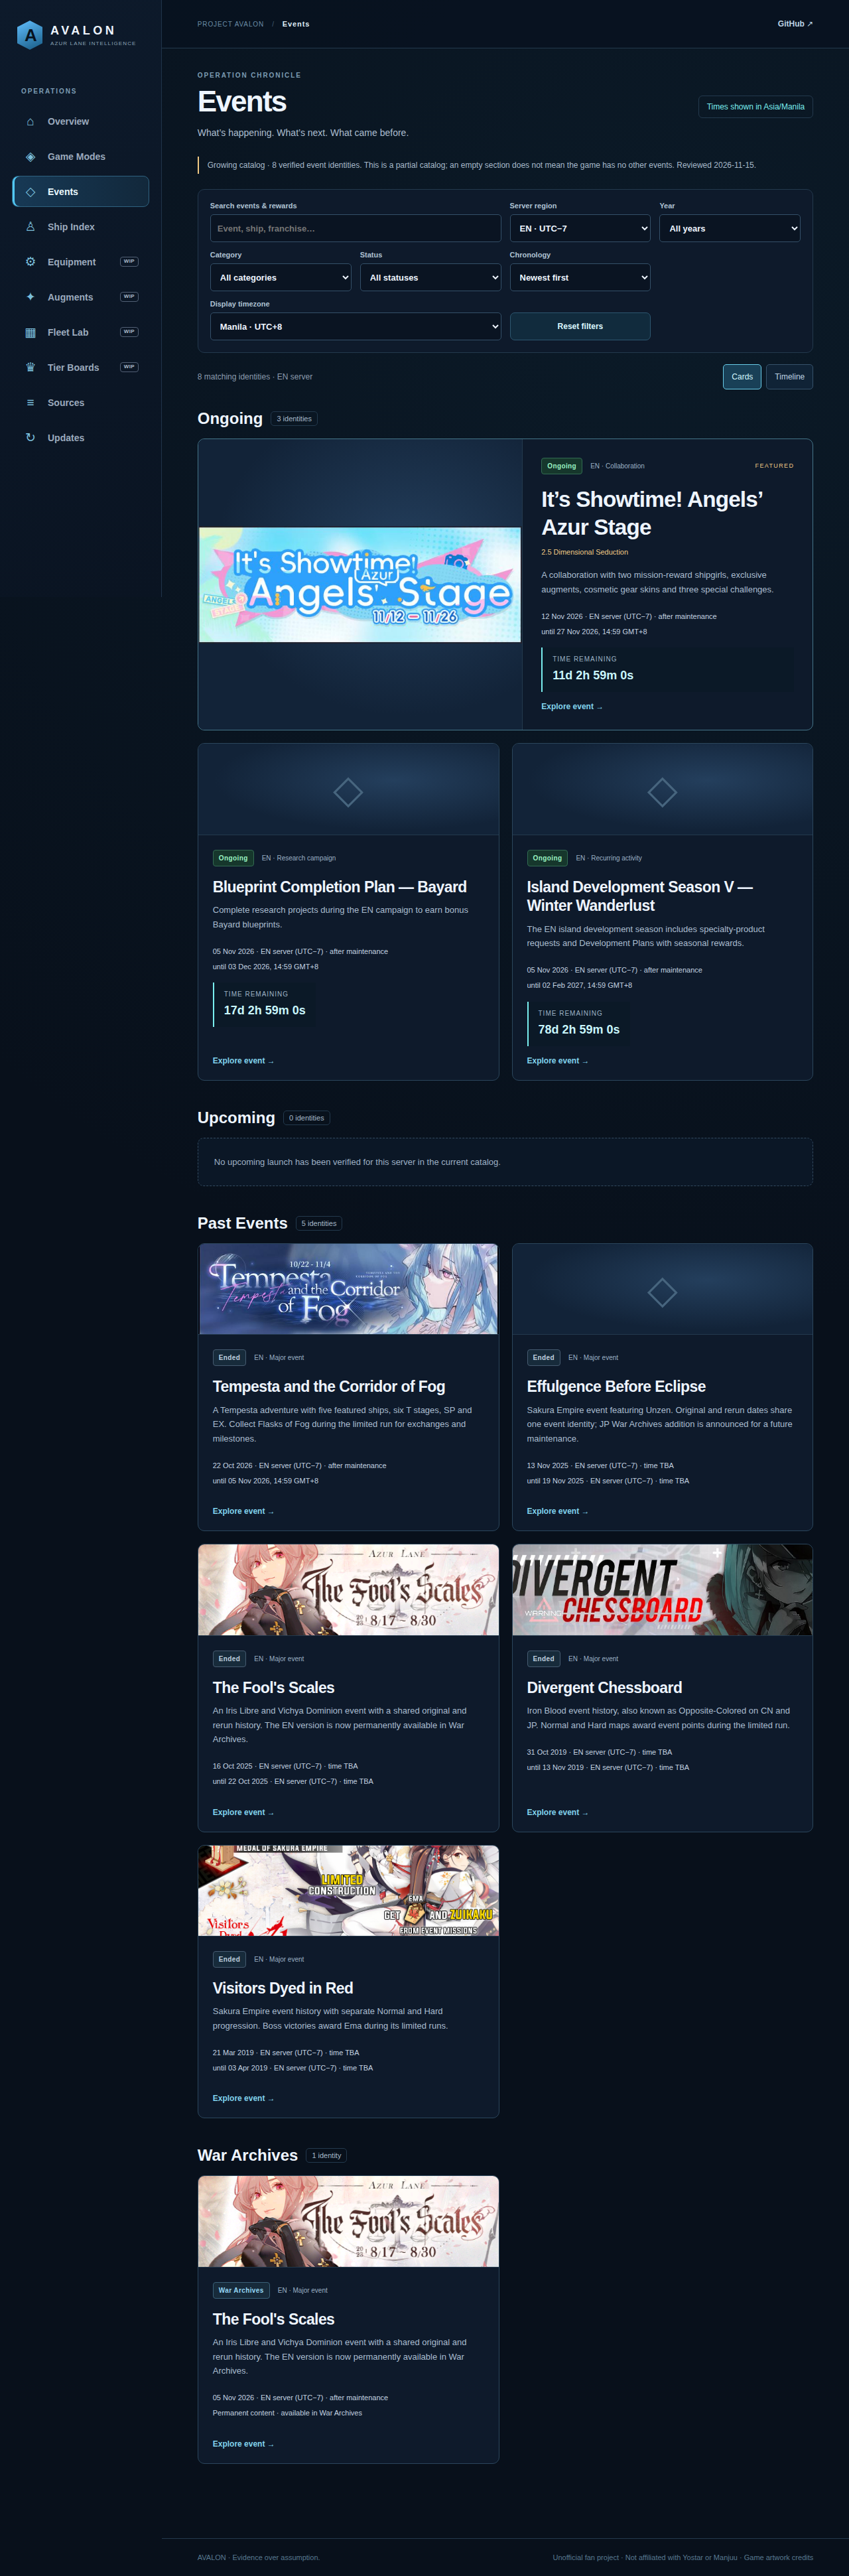 A AVALON
AZUR LANE INTELLIGENCE
OPERATIONS
Overview
Game Modes
Events
Ship Index
Equipment WIP
Augments WIP
Fleet Lab WIP
Tier Boards WIP
Sources
Updates
PROJECT AVALON / Events
GitHub ↗
OPERATION CHRONICLE
Events
Times shown in Asia/Manila
What's happening. What's next. What came before.
Growing catalog · 8 verified event identities. This is a partial catalog; an empty section does not mean the game has no other events. Reviewed 2026-11-15.
Search events & rewards
Server region
Year
Event, ship, franchise…
EN · UTC−7
All years
Category
Status
Chronology
All categories
All statuses
Newest first
Display timezone
Manila · UTC+8
Reset filters
8 matching identities · EN server
Cards
Timeline
Ongoing 3 identities
It's Showtime!
Azur
Angels' Stage
ANGELS
11/12 — 11/26
Ongoing EN · Collaboration FEATURED
It's Showtime! Angels'
Azur Stage
2.5 Dimensional Seduction
A collaboration with two mission-reward shipgirls, exclusive
augments, cosmetic gear skins and three special challenges.
12 Nov 2026 · EN server (UTC−7) · after maintenance
until 27 Nov 2026, 14:59 GMT+8
TIME REMAINING
11d 2h 59m 0s
Explore event →
Ongoing EN · Research campaign
Blueprint Completion Plan — Bayard
Complete research projects during the EN campaign to earn bonus
Bayard blueprints.
05 Nov 2026 · EN server (UTC−7) · after maintenance
until 03 Dec 2026, 14:59 GMT+8
TIME REMAINING
17d 2h 59m 0s
Explore event →
Ongoing EN · Recurring activity
Island Development Season V —
Winter Wanderlust
The EN island development season includes specialty-product
requests and Development Plans with seasonal rewards.
05 Nov 2026 · EN server (UTC−7) · after maintenance
until 02 Feb 2027, 14:59 GMT+8
TIME REMAINING
78d 2h 59m 0s
Explore event →
Upcoming 0 identities
No upcoming launch has been verified for this server in the current catalog.
Past Events 5 identities
10/22 - 11/4
Tempesta
and the Corridor
Tempesta
of Fog
Ended EN · Major event
Tempesta and the Corridor of Fog
A Tempesta adventure with five featured ships, six T stages, SP and
EX. Collect Flasks of Fog during the limited run for exchanges and
milestones.
22 Oct 2026 · EN server (UTC−7) · after maintenance
until 05 Nov 2026, 14:59 GMT+8
Explore event →
Ended EN · Major event
Effulgence Before Eclipse
Sakura Empire event featuring Unzen. Original and rerun dates share
one event identity; JP War Archives addition is announced for a future
maintenance.
13 Nov 2025 · EN server (UTC−7) · time TBA
until 19 Nov 2025 · EN server (UTC−7) · time TBA
Explore event →
AZUR LANE
The Fool's Scales
20
23 8/17 ~ 8/30
Ended EN · Major event
The Fool's Scales
An Iris Libre and Vichya Dominion event with a shared original and
rerun history. The EN version is now permanently available in War
Archives.
16 Oct 2025 · EN server (UTC−7) · time TBA
until 22 Oct 2025 · EN server (UTC−7) · time TBA
Explore event →
DIVERGENT
WARNING
CHESSBOARD
Ended EN · Major event
Divergent Chessboard
Iron Blood event history, also known as Opposite-Colored on CN and
JP. Normal and Hard maps award event points during the limited run.
31 Oct 2019 · EN server (UTC−7) · time TBA
until 13 Nov 2019 · EN server (UTC−7) · time TBA
Explore event →
MEDAL OF SAKURA EMPIRE
LIMITED
CONSTRUCTION
EMA
GET AND ZUIKAKU
FROM EVENT MISSIONS
Visitors
Dyed
Ended EN · Major event
Visitors Dyed in Red
Sakura Empire event history with separate Normal and Hard
progression. Boss victories award Ema during its limited runs.
21 Mar 2019 · EN server (UTC−7) · time TBA
until 03 Apr 2019 · EN server (UTC−7) · time TBA
Explore event →
War Archives 1 identity
AZUR LANE
The Fool's Scales
20
23 8/17 ~ 8/30
War Archives EN · Major event
The Fool's Scales
An Iris Libre and Vichya Dominion event with a shared original and
rerun history. The EN version is now permanently available in War
Archives.
05 Nov 2026 · EN server (UTC−7) · after maintenance
Permanent content · available in War Archives
Explore event →
AVALON · Evidence over assumption.
Unofficial fan project · Not affiliated with Yostar or Manjuu · Game artwork credits